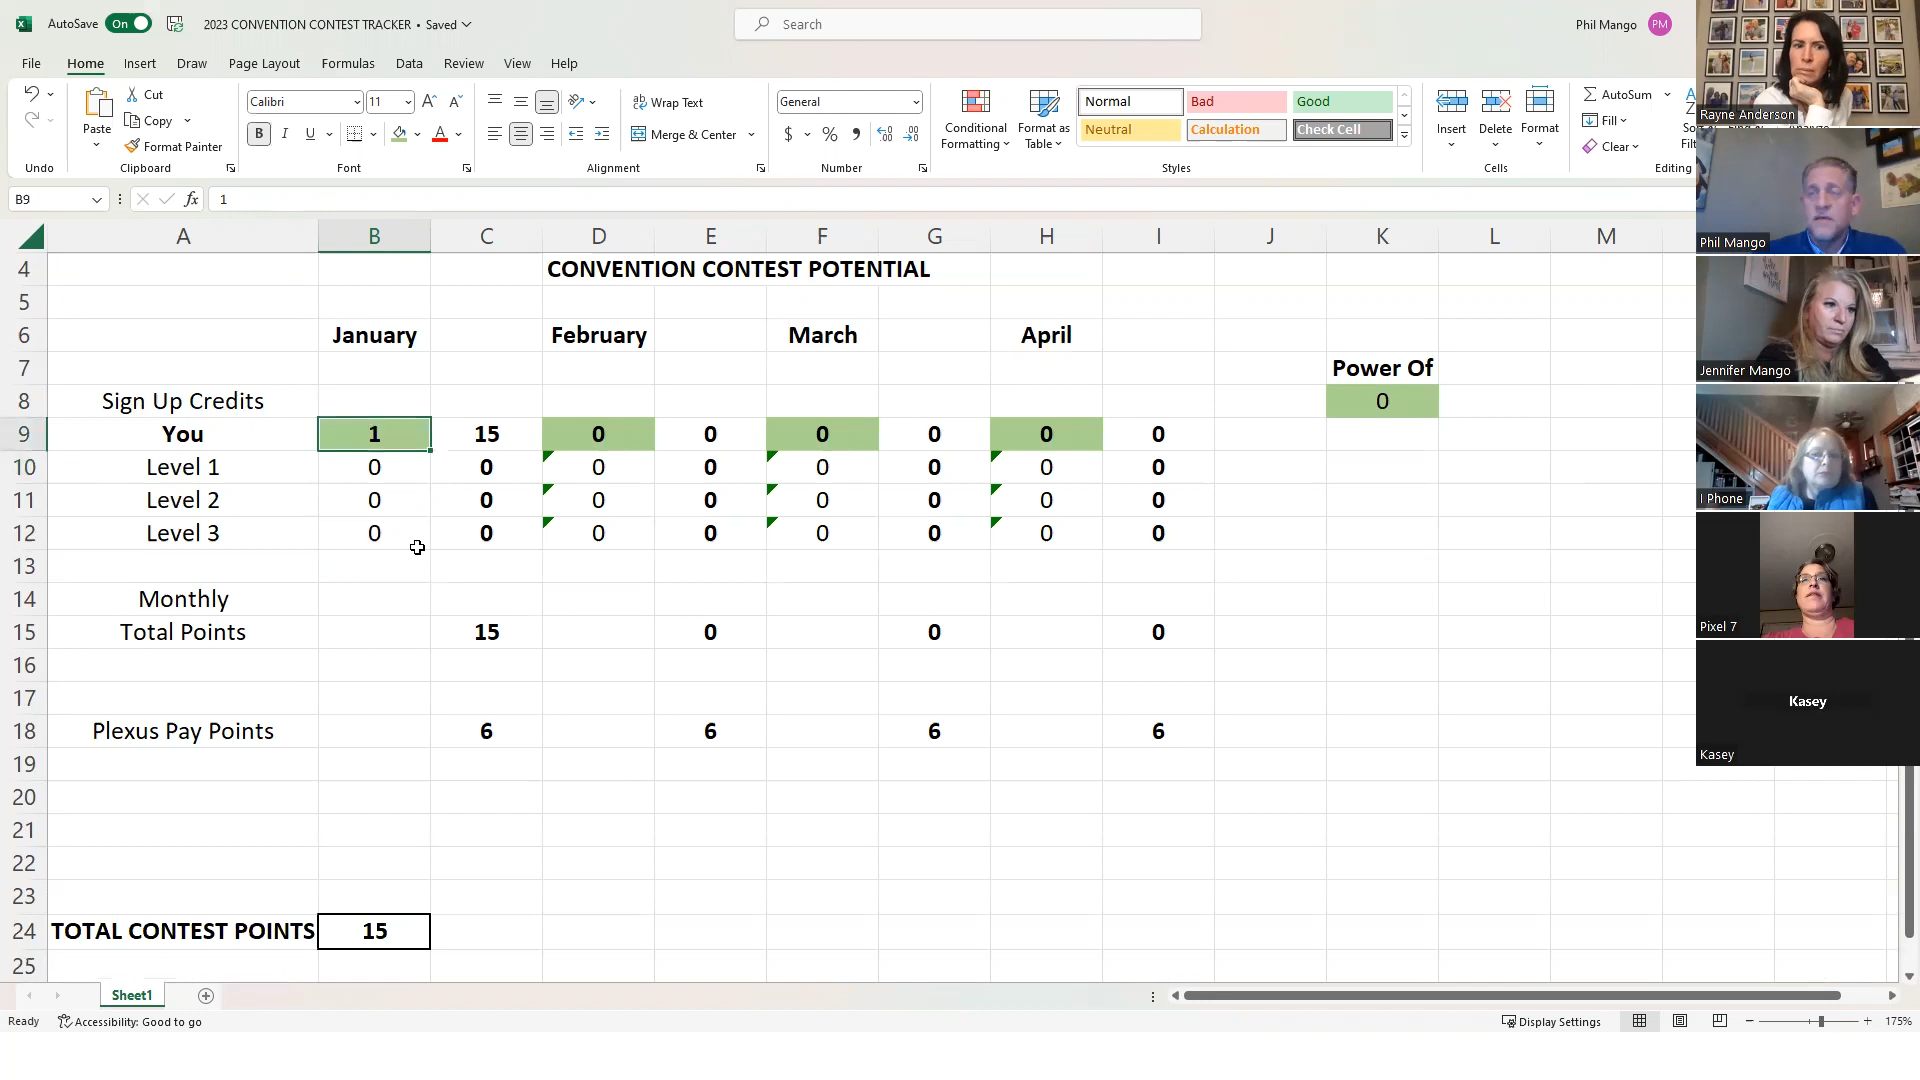 AutoSave On 2023 CONVENTION CONTEST TRACKER • Saved Search Phil Mango PM
File Home Insert Draw Page Layout Formulas Data Review View Help
Cut Calibri 11 Wrap Text General Normal Bad Good AutoSum
Paste Copy Format Painter B I U A Merge & Center $ % Conditional Formatting Format as Table Neutral Calculation Check Cell Insert Delete Format Fill Clear
Undo Clipboard Font Alignment Number Styles Cells Editing
B9 fx 1
A B C D E F G H I J K L M
4 CONVENTION CONTEST POTENTIAL
5
6 January February March April
7 Power Of
8 Sign Up Credits 0
9 You 1 15 0 0 0 0 0 0
10 Level 1 0 0 0 0 0 0 0 0
11 Level 2 0 0 0 0 0 0 0 0
12 Level 3 0 0 0 0 0 0 0 0
13
14 Monthly
15 Total Points 15 0 0 0
16
17
18 Plexus Pay Points 6 6 6 6
19
20
21
22
23
24 TOTAL CONTEST POINTS 15
25
Sheet1
Ready Accessibility: Good to go Display Settings 175%
Rayne Anderson
Phil Mango
Jennifer Mango
I Phone
Pixel 7
Kasey
Kasey